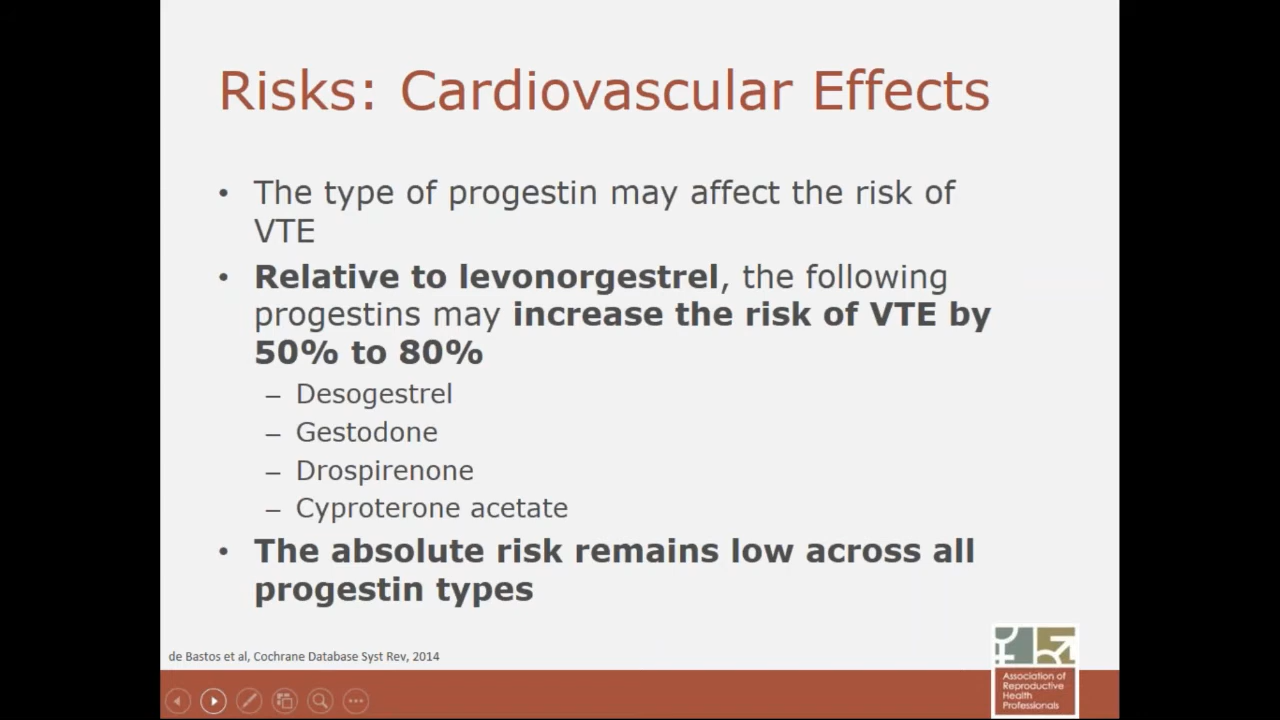 Risks: Cardiovascular Effects
• The type of progestin may affect the risk of
VTE
• Relative to levonorgestrel, the following
progestins may increase the risk of VTE by
50% to 80%
– Desogestrel
– Gestodone
– Drospirenone
– Cyproterone acetate
• The absolute risk remains low across all
progestin types
de Bastos et al, Cochrane Database Syst Rev, 2014
Association of
Reproductive
Health
Professionals